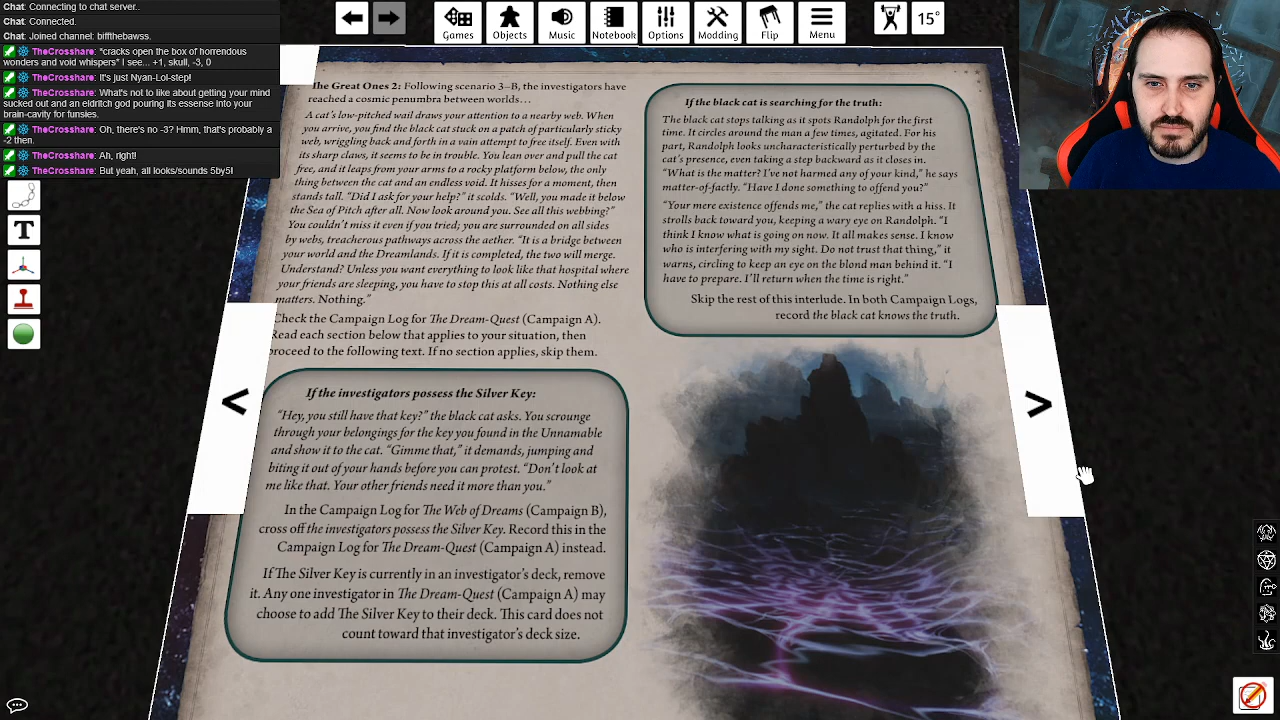 Chat: Connecting to chat server..
Chat: Connected.
Chat: Joined channel: biffthebawss.
TheCrosshare: *cracks open the box of horrendous
wonders and void whispers* I see... +1, skull, -3, 0
TheCrosshare: It's just Nyan-Lol-step!
TheCrosshare: What's not to like about getting your mind
sucked out and an eldritch god pouring its essence into your
brain-cavity for funsies.
TheCrosshare: Oh, there's no -3? Hmm, that's probably a
-2 then.
TheCrosshare: Ah, right!
TheCrosshare: But yeah, all looks/sounds 5by5!
Games
Objects
Music
Notebook
Options
Modding
Flip
Menu
15°
T
The Great Ones 2: Following scenario 3–B, the investigators have
reached a cosmic penumbra between worlds…
A cat's low-pitched wail draws your attention to a nearby web. When
you arrive, you find the black cat stuck on a patch of particularly sticky
web, wriggling back and forth in a vain attempt to free itself. Even with
its sharp claws, it seems to be in trouble. You lean over and pull the cat
free, and it leaps from your arms to a rocky platform below, the only
thing between the cat and an endless void. It hisses for a moment, then
stands tall. “Did I ask for your help?” it scolds. “Well, you made it below
the Sea of Pitch after all. Now look around you. See all this webbing?”
You couldn't miss it even if you tried; you are surrounded on all sides
by webs, treacherous pathways across the aether. “It is a bridge between
your world and the Dreamlands. If it is completed, the two will merge.
Understand? Unless you want everything to look like that hospital where
your friends are sleeping, you have to stop this at all costs. Nothing else
matters. Nothing.”
Check the Campaign Log for The Dream-Quest (Campaign A).
Read each section below that applies to your situation, then
proceed to the following text. If no section applies, skip them.
If the investigators possess the Silver Key:
“Hey, you still have that key?” the black cat asks. You scrounge
through your belongings for the key you found in the Unnamable
and show it to the cat. “Gimme that,” it demands, jumping and
biting it out of your hands before you can protest. “Don't look at
me like that. Your other friends need it more than you.”
In the Campaign Log for The Web of Dreams (Campaign B),
cross off the investigators possess the Silver Key. Record this in the
Campaign Log for The Dream-Quest (Campaign A) instead.
If The Silver Key is currently in an investigator's deck, remove
it. Any one investigator in The Dream-Quest (Campaign A) may
choose to add The Silver Key to their deck. This card does not
count toward that investigator's deck size.
If the black cat is searching for the truth:
The black cat stops talking as it spots Randolph for the first
time. It circles around the man a few times, agitated. For his
part, Randolph looks uncharacteristically perturbed by the
cat's presence, even taking a step backward as it closes in.
“What is the matter? I've not harmed any of your kind,” he says
matter-of-factly. “Have I done something to offend you?”
“Your mere existence offends me,” the cat replies with a hiss. It
strolls back toward you, keeping a wary eye on Randolph. “I
think I know what is going on now. It all makes sense. I know
who is interfering with my sight. Do not trust that thing,” it
warns, circling to keep an eye on the blond man behind it. “I
have to prepare. I'll return when the time is right.”
Skip the rest of this interlude. In both Campaign Logs,
record the black cat knows the truth.
<
>